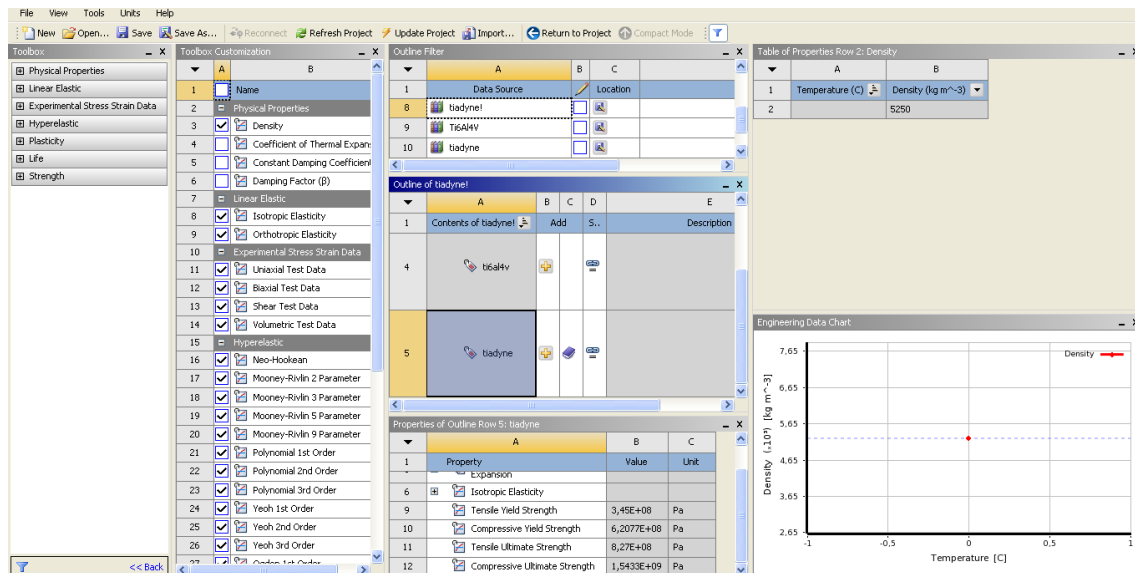 File View Tools Units Help
New Open... Save Save As... Reconnect Refresh Project Update Project Import... Return to Project Compact Mode
Toolbox
Physical Properties
Linear Elastic
Experimental Stress Strain Data
Hyperelastic
Plasticity
Life
Strength
<< Back
Toolbox Customization
A B
1 Name
2 Physical Properties
3 Density
4 Coefficient of Thermal Expan
5 Constant Damping Coefficient
6 Damping Factor (β)
7 Linear Elastic
8 Isotropic Elasticity
9 Orthotropic Elasticity
10 Experimental Stress Strain Data
11 Uniaxial Test Data
12 Biaxial Test Data
13 Shear Test Data
14 Volumetric Test Data
15 Hyperelastic
16 Neo-Hookean
17 Mooney-Rivlin 2 Parameter
18 Mooney-Rivlin 3 Parameter
19 Mooney-Rivlin 5 Parameter
20 Mooney-Rivlin 9 Parameter
21 Polynomial 1st Order
22 Polynomial 2nd Order
23 Polynomial 3rd Order
24 Yeoh 1st Order
25 Yeoh 2nd Order
26 Yeoh 3rd Order
27 Ogden 1st Order
Outline Filter
A B C
1 Data Source Location
8 tiadyne!
9 Ti6Al4V
10 tiadyne
Outline of tiadyne!
A B C D E
1 Contents of tiadyne! Add S.. Description
4 ti6al4v
5 tiadyne
Properties of Outline Row 5: tiadyne
A B C
1 Property Value Unit
Expansion
6 Isotropic Elasticity
9 Tensile Yield Strength 3,45E+08 Pa
10 Compressive Yield Strength 6,2077E+08 Pa
11 Tensile Ultimate Strength 8,27E+08 Pa
12 Compressive Ultimate Strength 1,5433E+09 Pa
Table of Properties Row 2: Density
A B
1 Temperature (C) Density (kg m^-3)
2 5250
Engineering Data Chart
Density
7,65
6,65
5,65
4,65
3,65
2,65
Density (.10³) [kg m^-3]
-1 -0,5 0 0,5 1
Temperature [C]